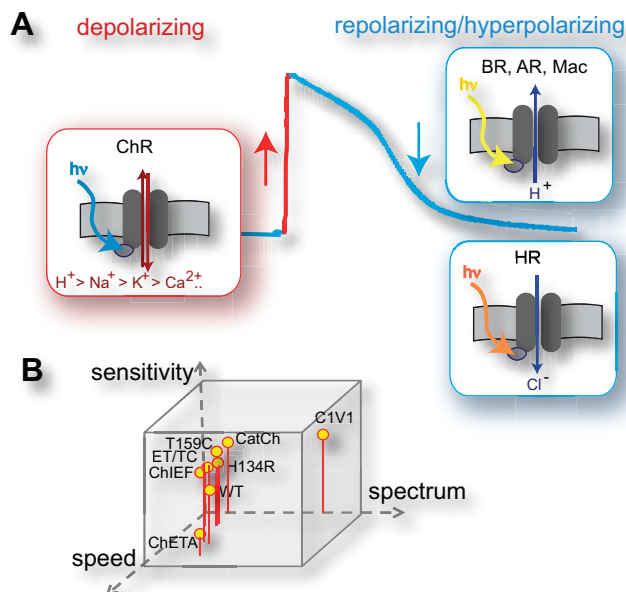 A
depolarizing
repolarizing/hyperpolarizing
ChR
hν
H+ > Na+ > K+ > Ca2+..
BR, AR, Mac
hν
H+
HR
hν
Cl-
B
sensitivity
C1V1
T159C
CatCh
ET/TC
ChIEF
H134R
WT
spectrum
ChETA
speed